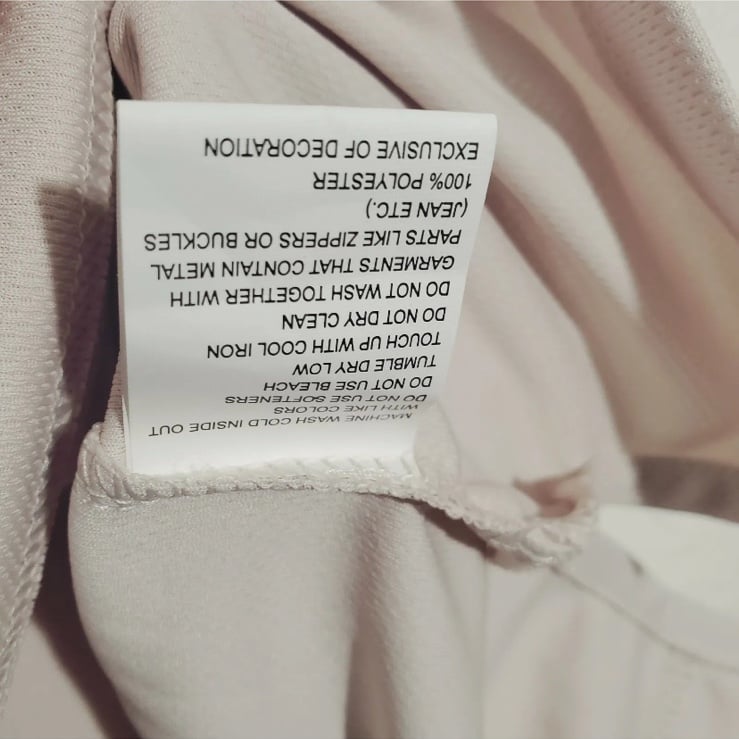 MACHINE WASH COLD INSIDE OUT
WITH LIKE COLORS
DO NOT USE SOFTENERS
DO NOT USE BLEACH
TUMBLE DRY LOW
TOUCH UP WITH COOL IRON
DO NOT DRY CLEAN
DO NOT WASH TOGETHER WITH
GARMENTS THAT CONTAIN METAL
PARTS LIKE ZIPPERS OR BUCKLES
(JEAN ETC.)
100% POLYESTER
EXCLUSIVE OF DECORATION